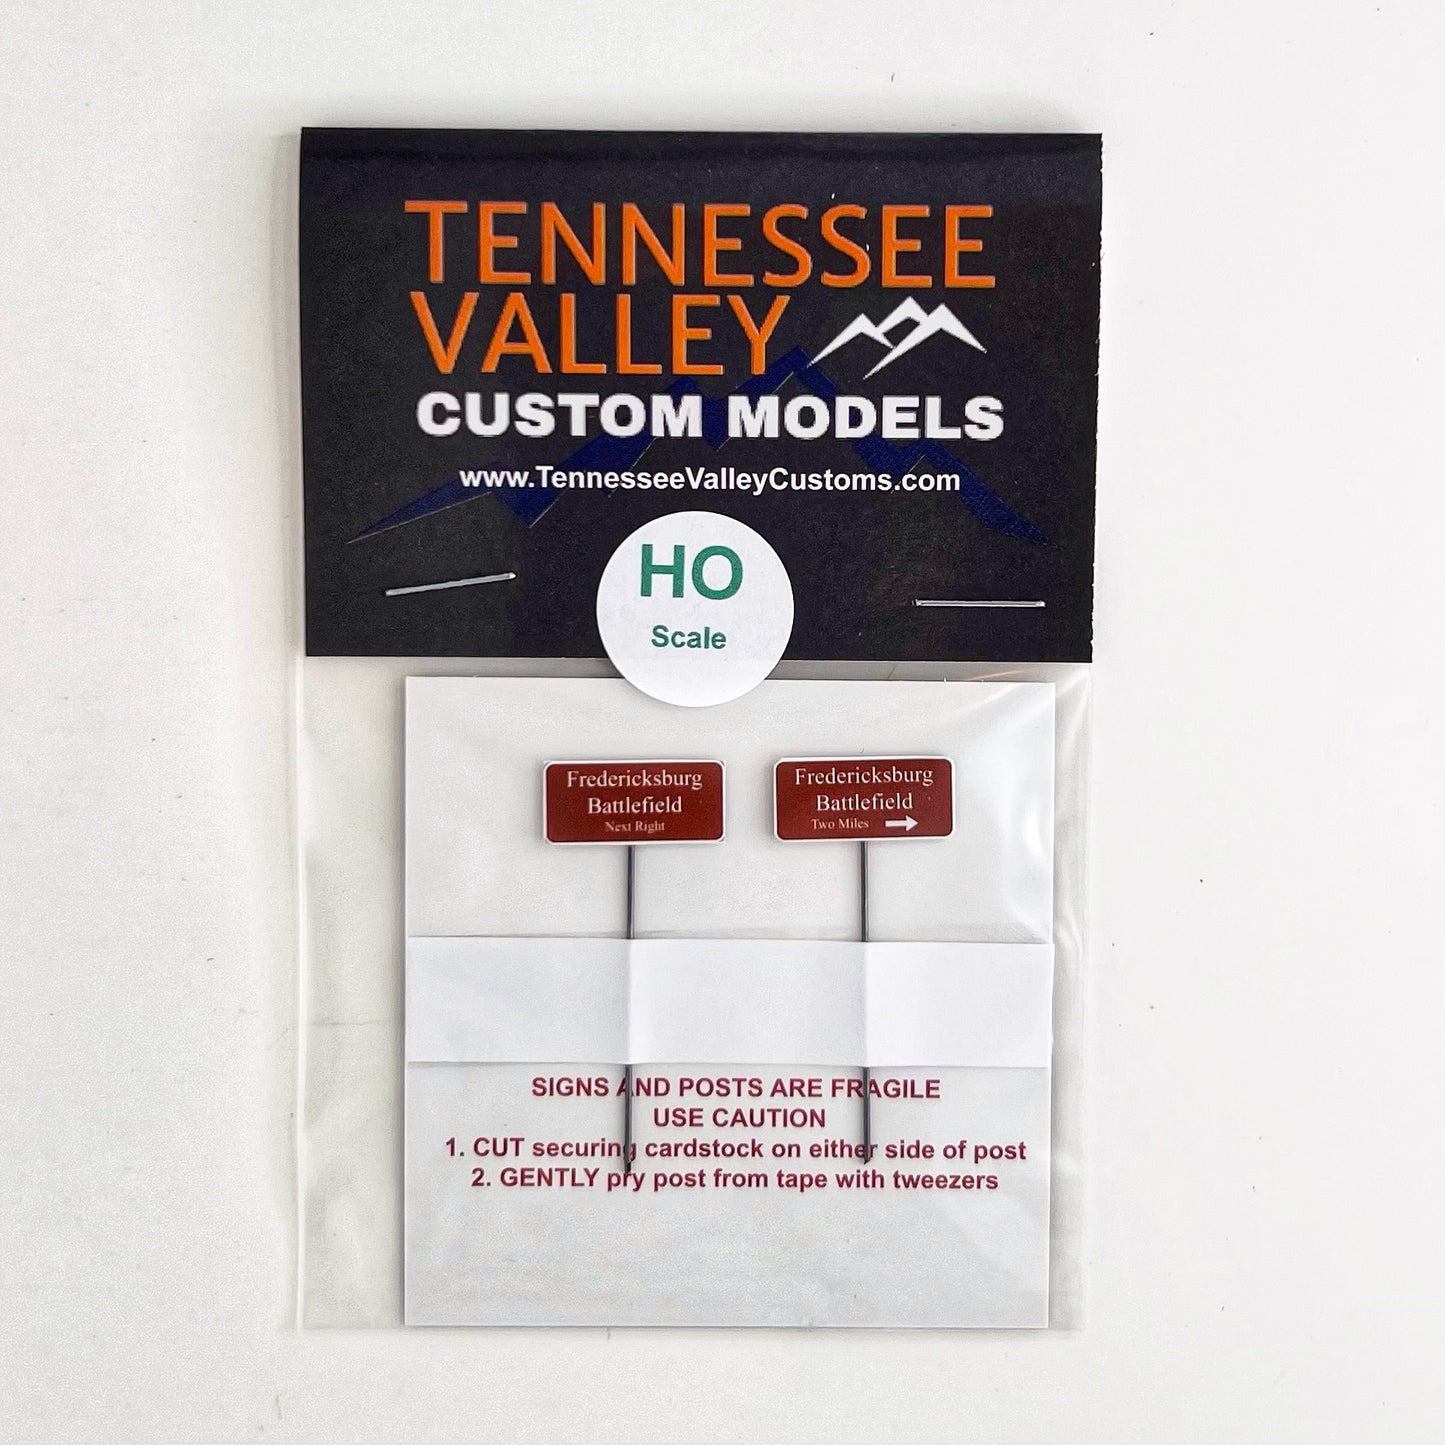 TENNESSEE
VALLEY
CUSTOM MODELS
www.TennesseeValleyCustoms.com
HO
Scale
Fredericksburg
Battlefield
Next Right
Fredericksburg
Battlefield
Two Miles
SIGNS AND POSTS ARE FRAGILE
USE CAUTION
1. CUT securing cardstock on either side of post
2. GENTLY pry post from tape with tweezers